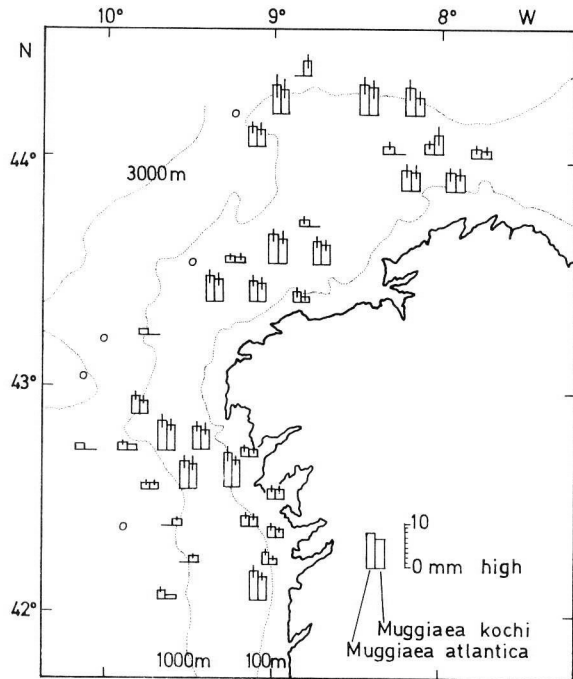 10° 9° 8° W
N
44°
3000m
43°
10
0 mm high
42°
Muggiaea kochi
Muggiaea atlantica
1000m 100m